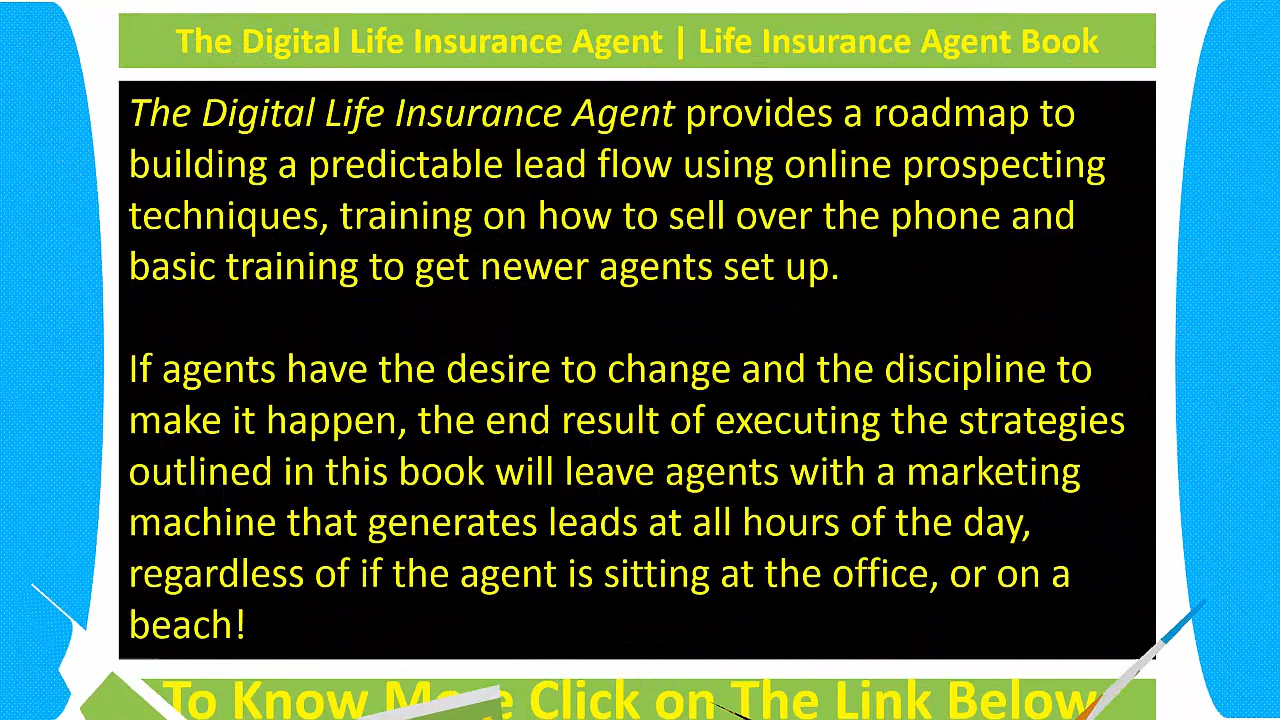 The Digital Life Insurance Agent | Life Insurance Agent Book
The Digital Life Insurance Agent provides a roadmap to
building a predictable lead flow using online prospecting
techniques, training on how to sell over the phone and
basic training to get newer agents set up.
If agents have the desire to change and the discipline to
make it happen, the end result of executing the strategies
outlined in this book will leave agents with a marketing
machine that generates leads at all hours of the day,
regardless of if the agent is sitting at the office, or on a
beach!
To Know More Click on The Link Below